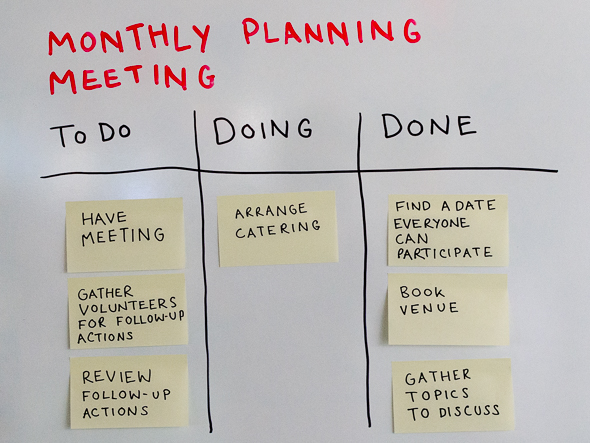 MONTHLY PLANNING
MEETING
TO DO
DOING
DONE
HAVE
MEETING
GATHER
VOLUNTEERS
FOR FOLLOW-UP
ACTIONS
REVIEW
FOLLOW-UP
ACTIONS
ARRANGE
CATERING
FIND A DATE
EVERYONE
CAN
PARTICIPATE
BOOK
VENUE
GATHER
TOPICS
TO DISCUSS